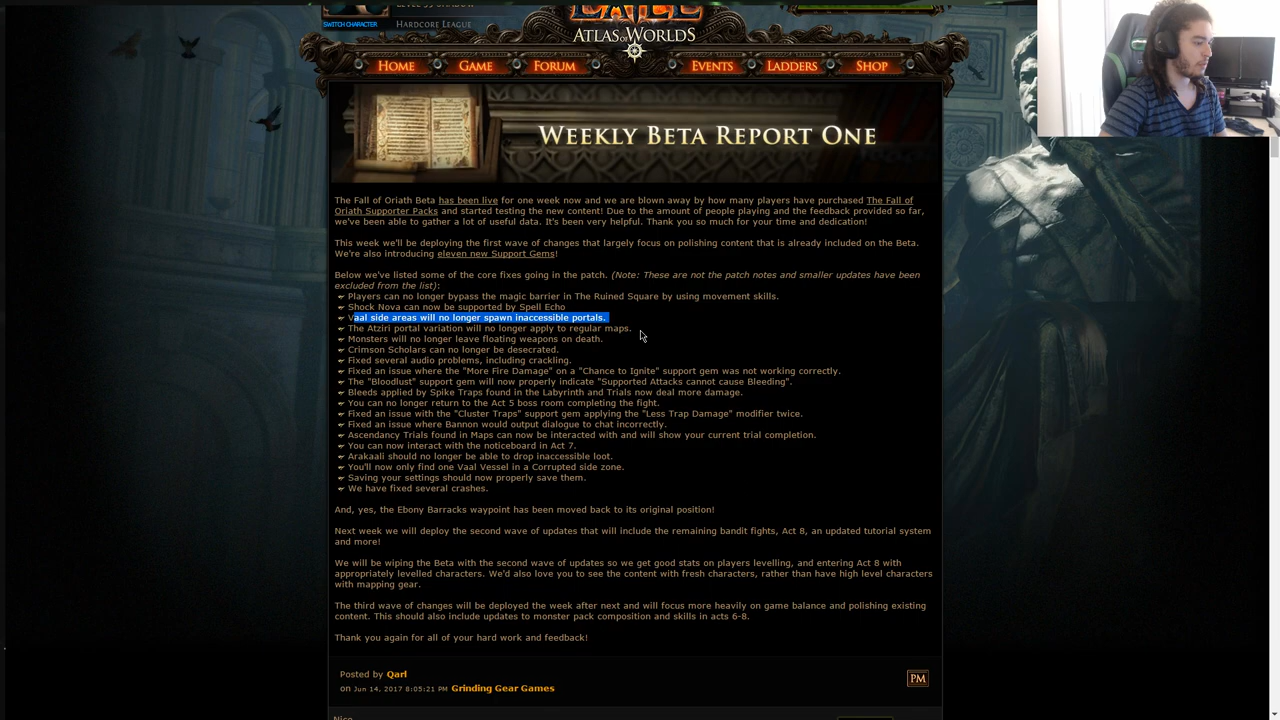 SWITCH CHARACTER
HARDCORE LEAGUE
ATLAS OF WORLDS
HOME
GAME
FORUM
EVENTS
LADDERS
SHOP
WEEKLY BETA REPORT ONE
The Fall of Oriath Beta has been live for one week now and we are blown away by how many players have purchased The Fall of
Oriath Supporter Packs and started testing the new content! Due to the amount of people playing and the feedback provided so far,
we've been able to gather a lot of useful data. It's been very helpful. Thank you so much for your time and dedication!
This week we'll be deploying the first wave of changes that largely focus on polishing content that is already included on the Beta.
We're also introducing eleven new Support Gems!
Below we've listed some of the core fixes going in the patch. (Note: These are not the patch notes and smaller updates have been
excluded from the list):
Players can no longer bypass the magic barrier in The Ruined Square by using movement skills.
Shock Nova can now be supported by Spell Echo
Vaal side areas will no longer spawn inaccessible portals.
The Atziri portal variation will no longer apply to regular maps.
Monsters will no longer leave floating weapons on death.
Crimson Scholars can no longer be desecrated.
Fixed several audio problems, including crackling.
Fixed an issue where the "More Fire Damage" on a "Chance to Ignite" support gem was not working correctly.
The "Bloodlust" support gem will now properly indicate "Supported Attacks cannot cause Bleeding".
Bleeds applied by Spike Traps found in the Labyrinth and Trials now deal more damage.
You can no longer return to the Act 5 boss room completing the fight.
Fixed an issue with the "Cluster Traps" support gem applying the "Less Trap Damage" modifier twice.
Fixed an issue where Bannon would output dialogue to chat incorrectly.
Ascendancy Trials found in Maps can now be interacted with and will show your current trial completion.
You can now interact with the noticeboard in Act 7.
Arakaali should no longer be able to drop inaccessible loot.
You'll now only find one Vaal Vessel in a Corrupted side zone.
Saving your settings should now properly save them.
We have fixed several crashes.
And, yes, the Ebony Barracks waypoint has been moved back to its original position!
Next week we will deploy the second wave of updates that will include the remaining bandit fights, Act 8, an updated tutorial system
and more!
We will be wiping the Beta with the second wave of updates so we get good stats on players levelling, and entering Act 8 with
appropriately levelled characters. We'd also love you to see the content with fresh characters, rather than have high level characters
with mapping gear.
The third wave of changes will be deployed the week after next and will focus more heavily on game balance and polishing existing
content. This should also include updates to monster pack composition and skills in acts 6-8.
Thank you again for all of your hard work and feedback!
Posted by Qarl
on Jun 14, 2017 8:05:21 PM Grinding Gear Games
PM
Nice